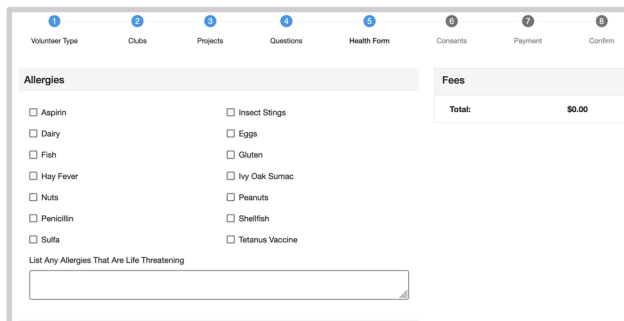 1 2 3 4 5 6 7 8
Volunteer Type Clubs Projects Questions Health Form Consents Payment Confirm
Allergies
Aspirin Insect Stings
Dairy Eggs
Fish Gluten
Hay Fever Ivy Oak Sumac
Nuts Peanuts
Penicillin Shellfish
Sulfa Tetanus Vaccine
List Any Allergies That Are Life Threatening
Fees
Total: $0.00